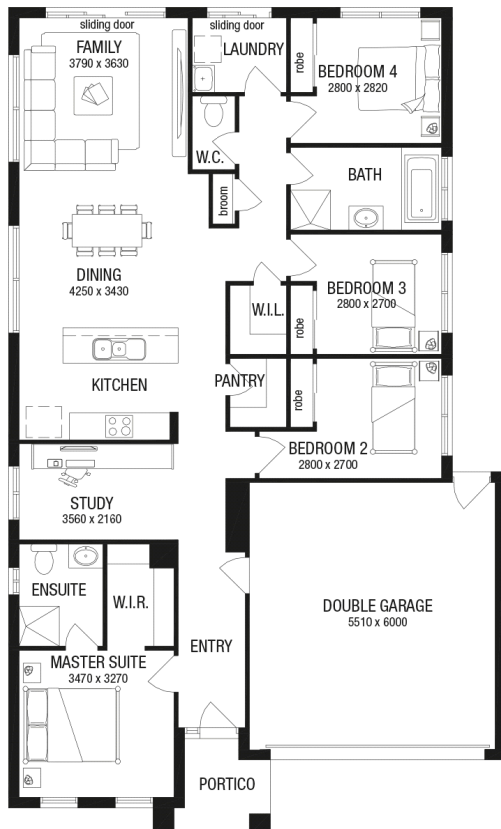 sliding door
sliding door
FAMILY
3790 x 3630
LAUNDRY
robe
BEDROOM 4
2800 x 2820
W.C.
BATH
broom
DINING
4250 x 3430
W.I.L.
robe
BEDROOM 3
2800 x 2700
KITCHEN
PANTRY
robe
BEDROOM 2
2800 x 2700
STUDY
3560 x 2160
ENSUITE
W.I.R.
DOUBLE GARAGE
5510 x 6000
ENTRY
MASTER SUITE
3470 x 3270
PORTICO